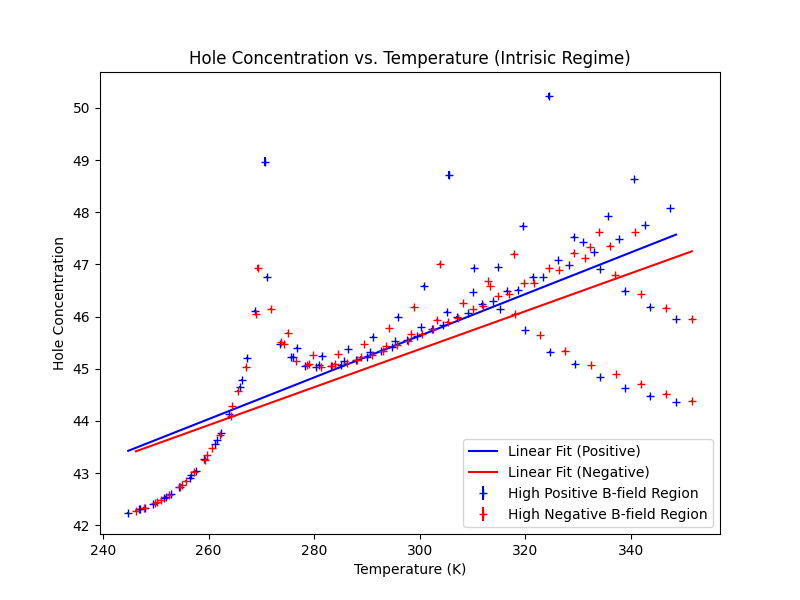 Hole Concentration vs. Temperature (Intrisic Regime)
Hole Concentration
50
49
48
47
46
45
44
43
42
240
260
280
300
320
340
Temperature (K)
Linear Fit (Positive)
Linear Fit (Negative)
High Positive B-field Region
High Negative B-field Region